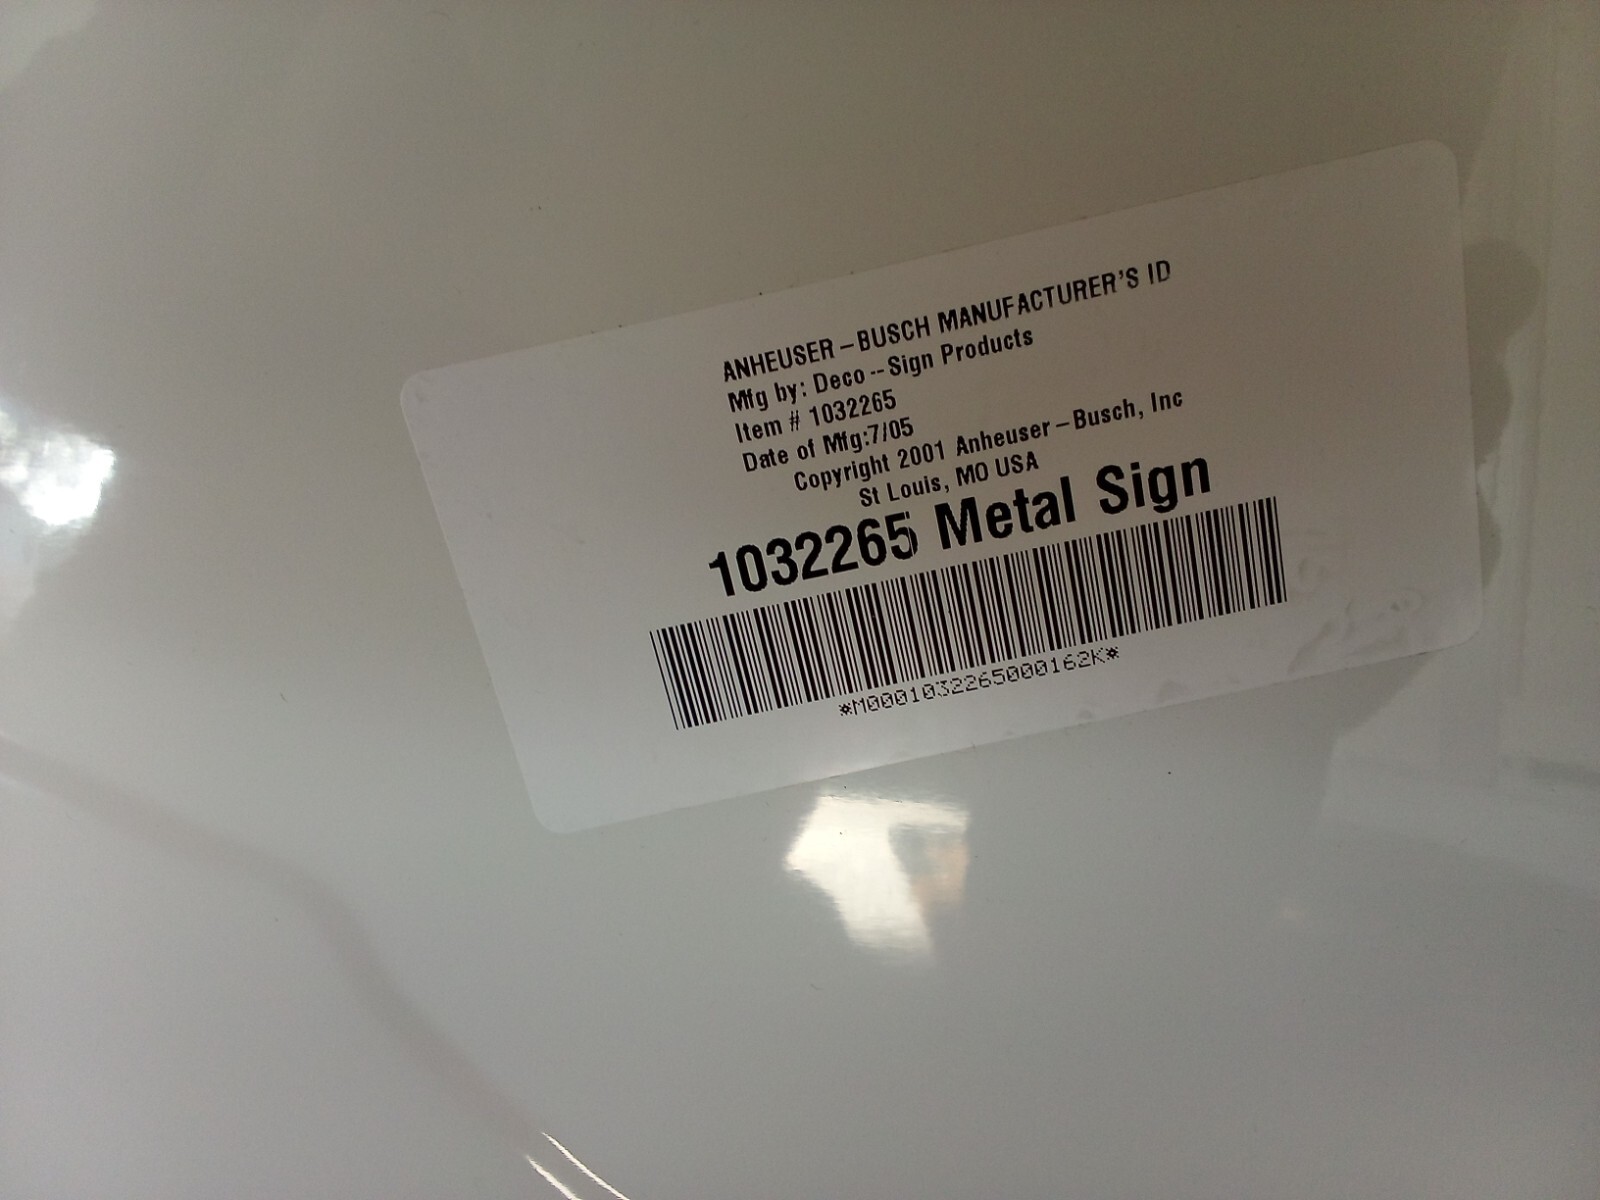 ANHEUSER-BUSCH MANUFACTURER'S ID
Mfg by: Deco--Sign Products
Item # 1032265
Date of Mfg:7/05
Copyright 2001 Anheuser-Busch, Inc
St Louis, MO USA
1032265 Metal Sign
*M0001032265000162K*